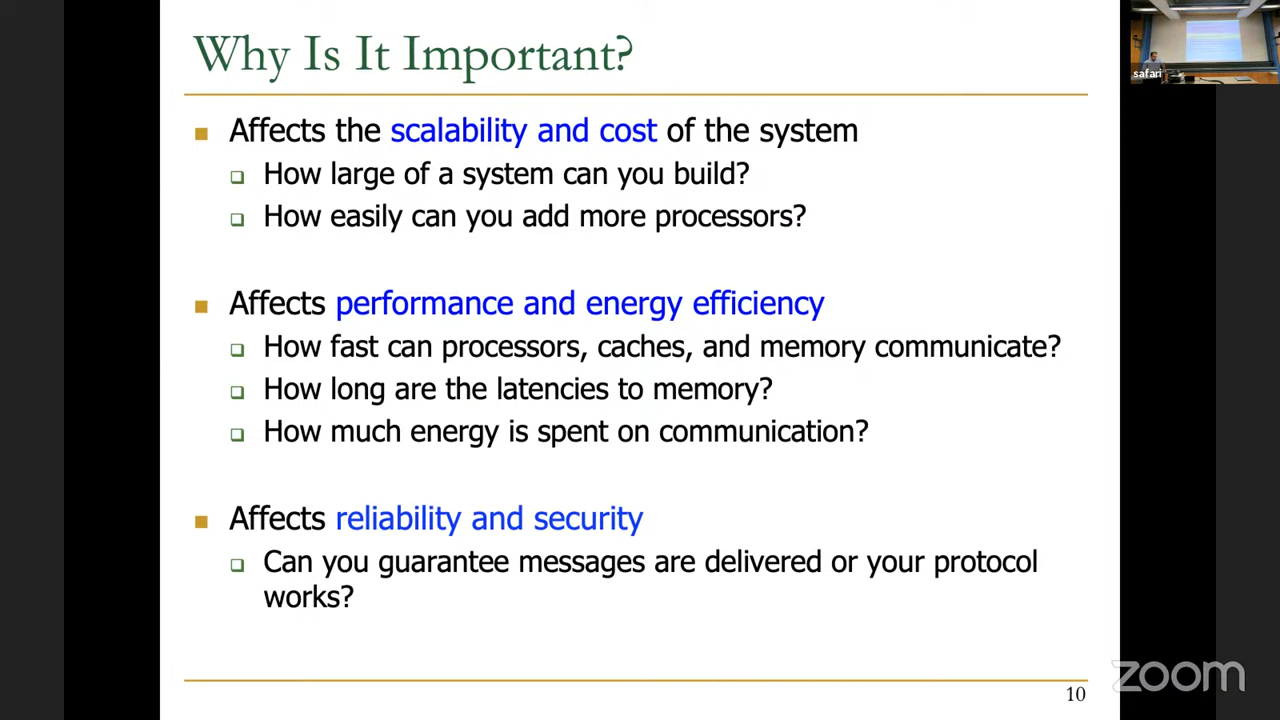 Why Is It Important?
safari
Affects the scalability and cost of the system
How large of a system can you build?
How easily can you add more processors?
Affects performance and energy efficiency
How fast can processors, caches, and memory communicate?
How long are the latencies to memory?
How much energy is spent on communication?
Affects reliability and security
Can you guarantee messages are delivered or your protocol
works?
10
zoom